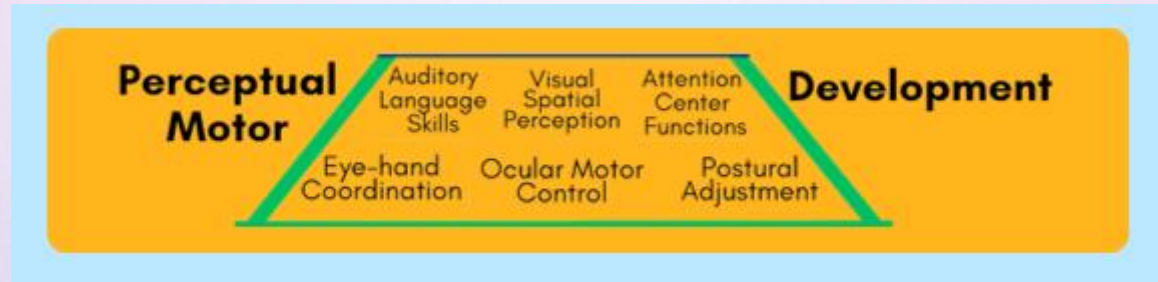 Perceptual
Motor
Development
Auditory
Language
Skills
Visual
Spatial
Perception
Attention
Center
Functions
Eye-hand
Coordination
Ocular Motor
Control
Postural
Adjustment